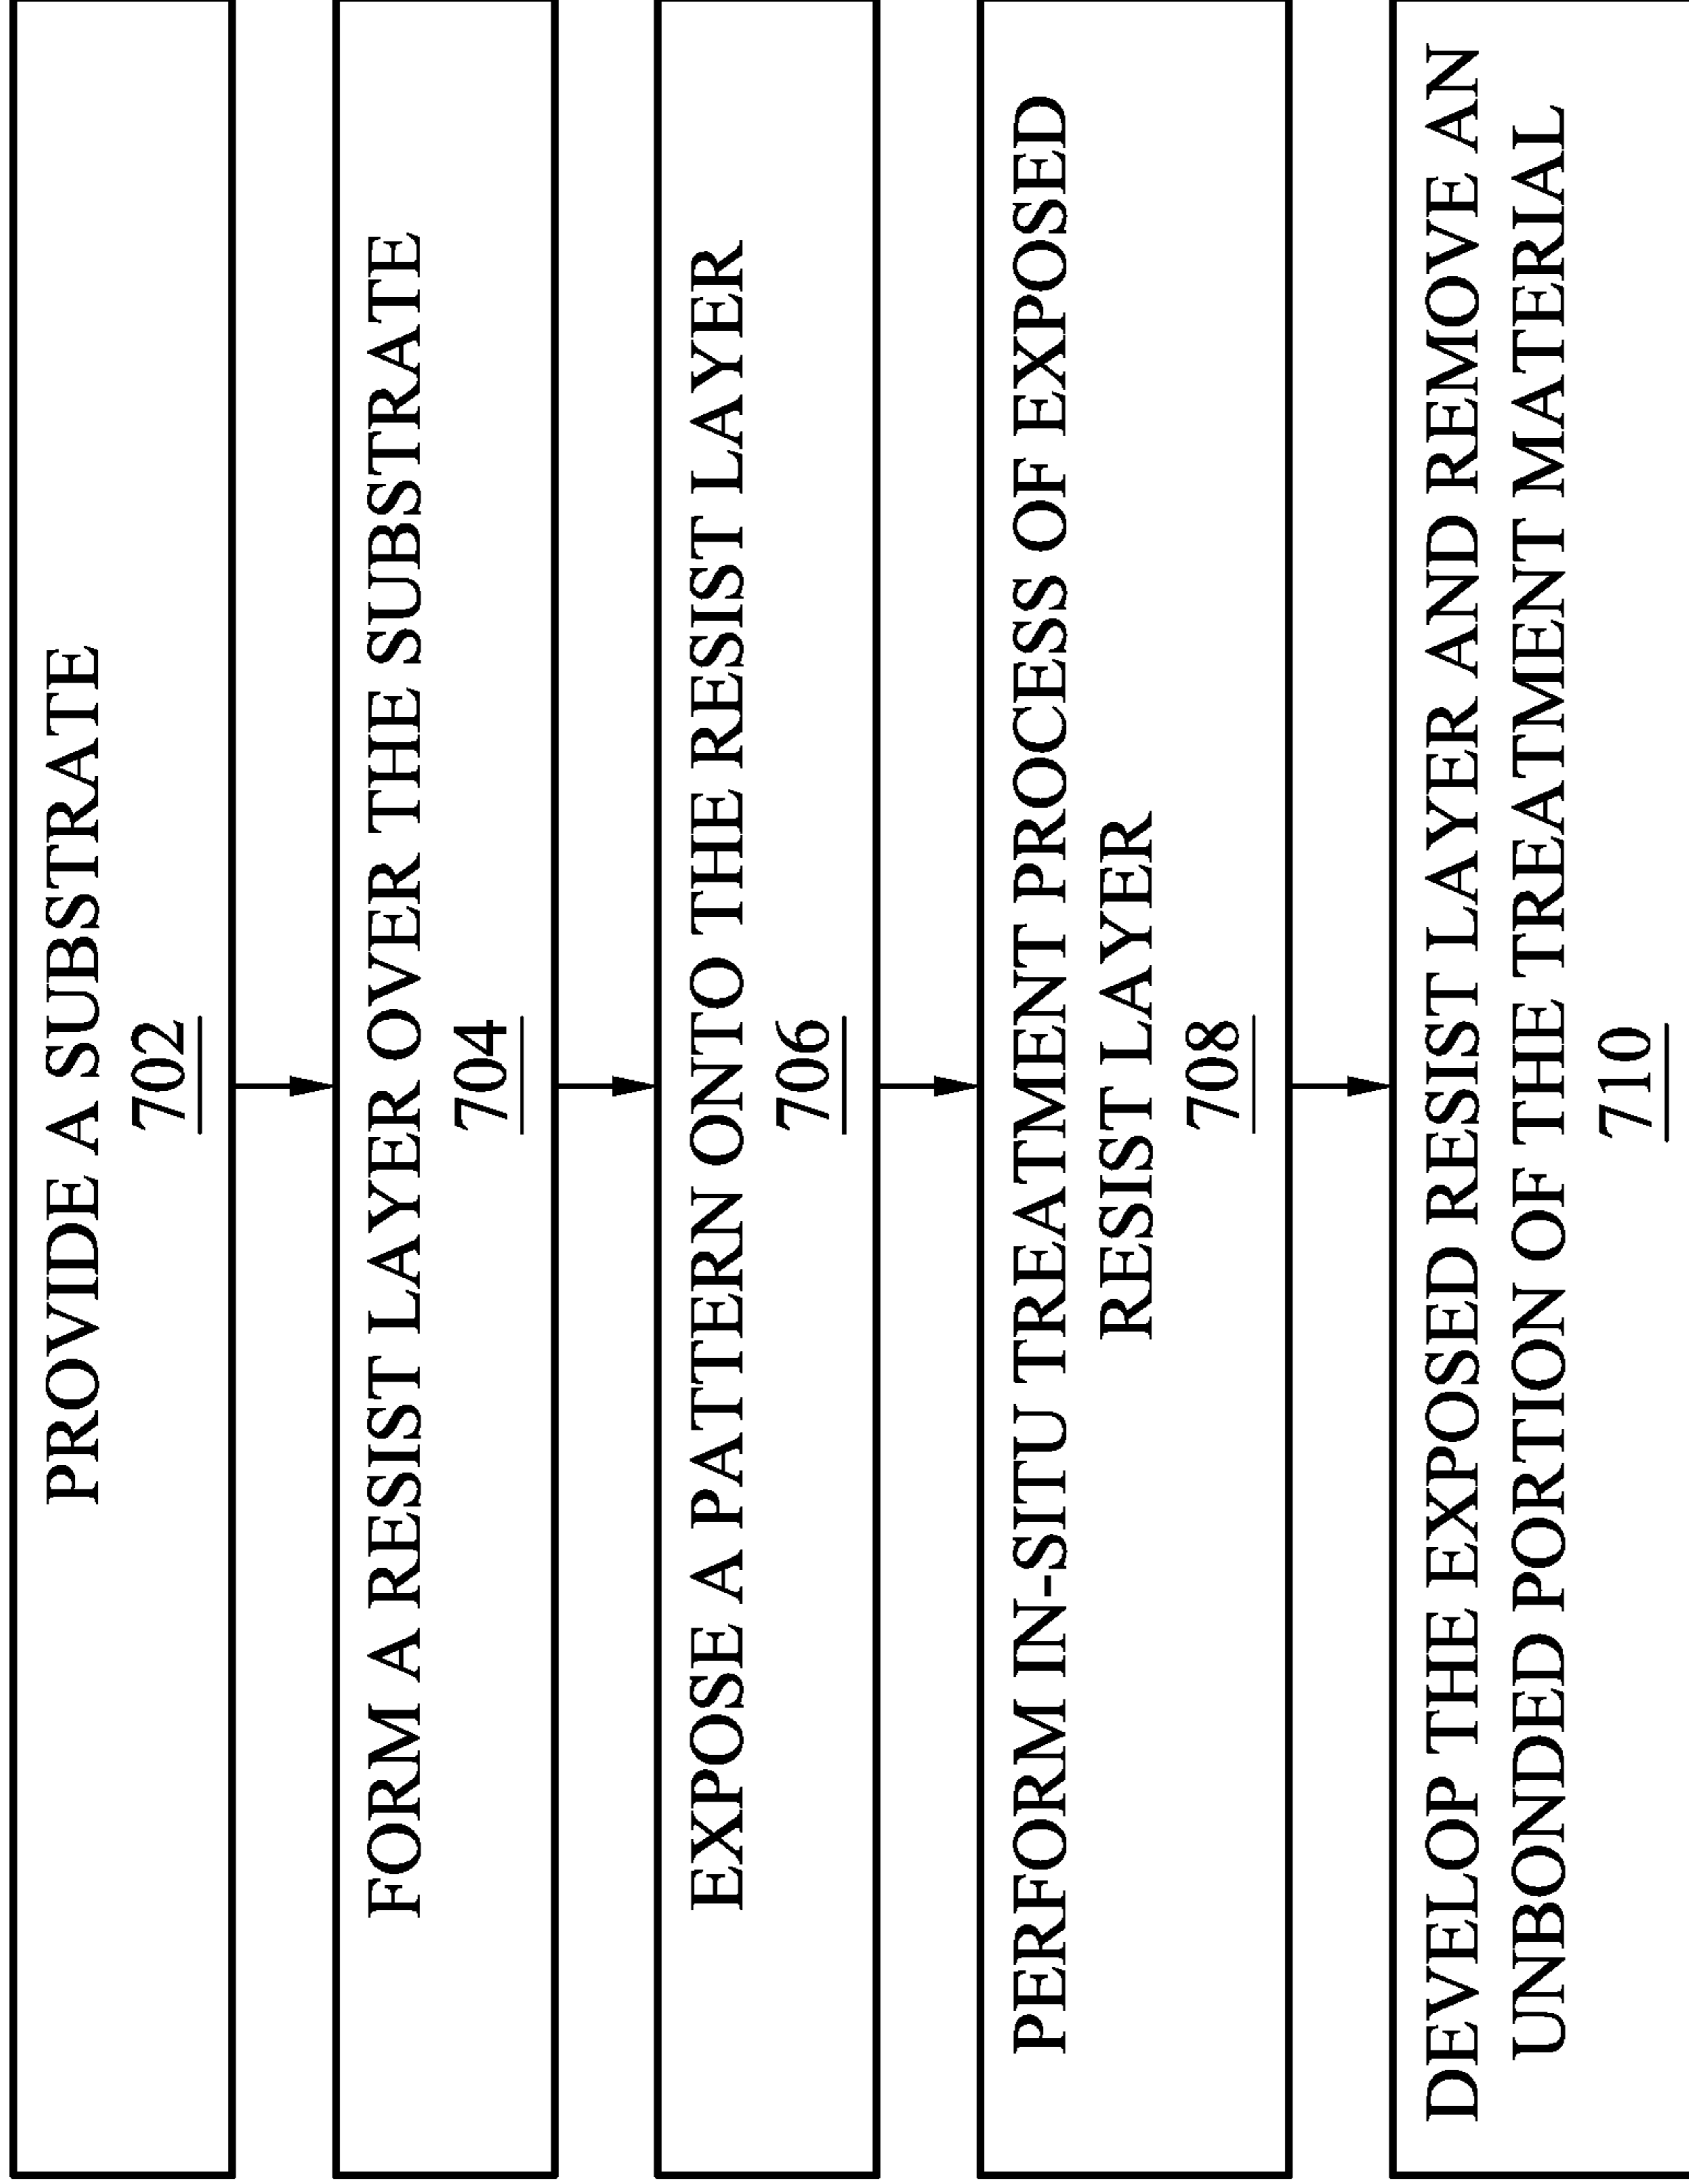 PROVIDE A SUBSTRATE
702
FORM A RESIST LAYER OVER THE SUBSTRATE
704
EXPOSE A PATTERN ONTO THE RESIST LAYER
706
PERFORM IN-SITU TREATMENT PROCESS OF EXPOSED
RESIST LAYER
708
DEVELOP THE EXPOSED RESIST LAYER AND REMOVE AN
UNBONDED PORTION OF THE TREATMENT MATERIAL
710